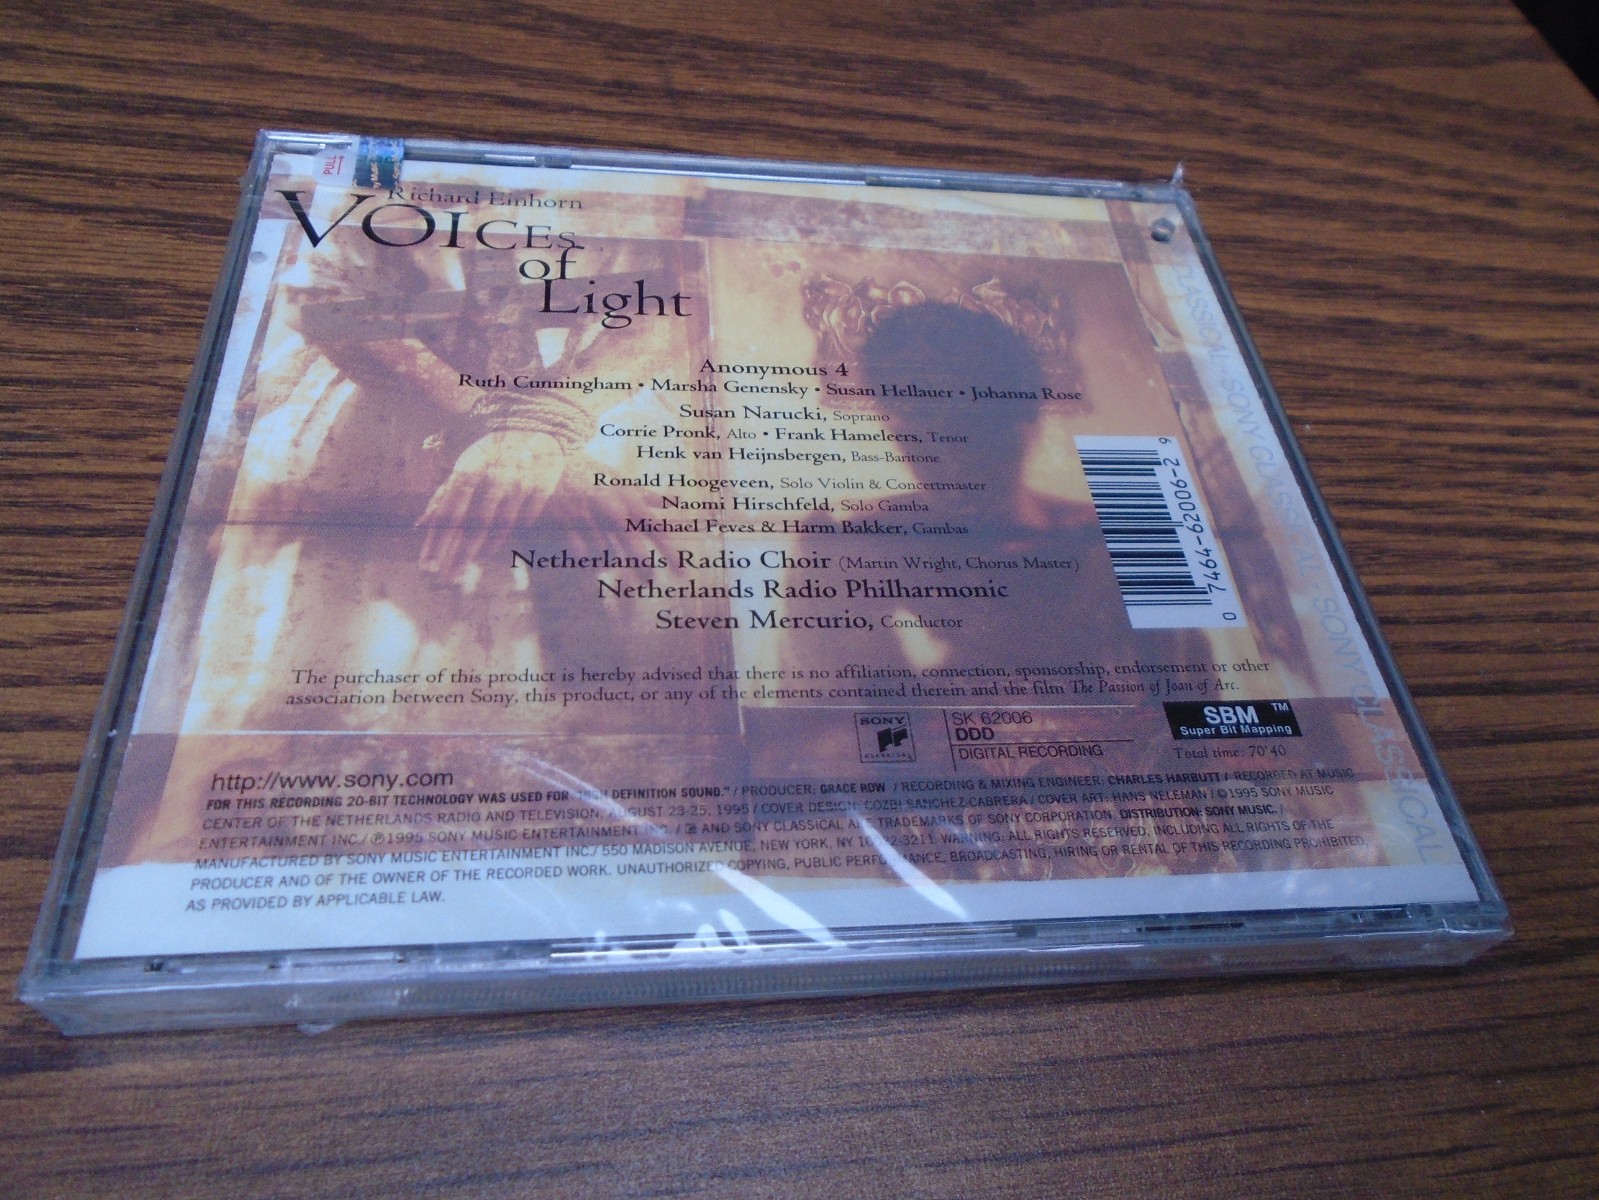 PULL
Richard Einhorn
VOICES
of
Light
Anonymous 4
Ruth Cunningham • Marsha Genensky • Susan Hellauer • Johanna Rose
Susan Narucki, Soprano
Corrie Pronk, Alto • Frank Hameleers, Tenor
Henk van Heijnsbergen, Bass-Baritone
Ronald Hoogeveen, Solo Violin & Concertmaster
Naomi Hirschfeld, Solo Gamba
Michael Feves & Harm Bakker, Gambas
Netherlands Radio Choir (Martin Wright, Chorus Master)
Netherlands Radio Philharmonic
Steven Mercurio, Conductor
0 7464-62006-2 9
The purchaser of this product is hereby advised that there is no affiliation, connection, sponsorship, endorsement or other
association between Sony, this product, or any of the elements contained therein and the film The Passion of Joan of Arc.
SONY
CLASSICAL
SK 62006
DDD
DIGITAL RECORDING
SBM TM
Super Bit Mapping
Total time: 70'40
http://www.sony.com
FOR THIS RECORDING 20-BIT TECHNOLOGY WAS USED FOR "HIGH DEFINITION SOUND." / PRODUCER: GRACE ROW / RECORDING & MIXING ENGINEER: CHARLES HARBUTT / RECORDED AT MUSIC
CENTER OF THE NETHERLANDS RADIO AND TELEVISION, AUGUST 23-25, 1995 / COVER DESIGN: COZBI SANCHEZ-CABRERA / COVER ART: HANS NELEMAN / ©1995 SONY MUSIC
ENTERTAINMENT INC./℗1995 SONY MUSIC ENTERTAINMENT INC. / AND SONY CLASSICAL ARE TRADEMARKS OF SONY CORPORATION. DISTRIBUTION: SONY MUSIC. /
MANUFACTURED BY SONY MUSIC ENTERTAINMENT INC./ 550 MADISON AVENUE, NEW YORK, NY 10022-3211. WARNING: ALL RIGHTS RESERVED, INCLUDING ALL RIGHTS OF THE
PRODUCER AND OF THE OWNER OF THE RECORDED WORK. UNAUTHORIZED COPYING, PUBLIC PERFORMANCE, BROADCASTING, HIRING OR RENTAL OF THIS RECORDING PROHIBITED,
AS PROVIDED BY APPLICABLE LAW.
CLASSICAL SONY CLASSICAL SONY CLASSICAL